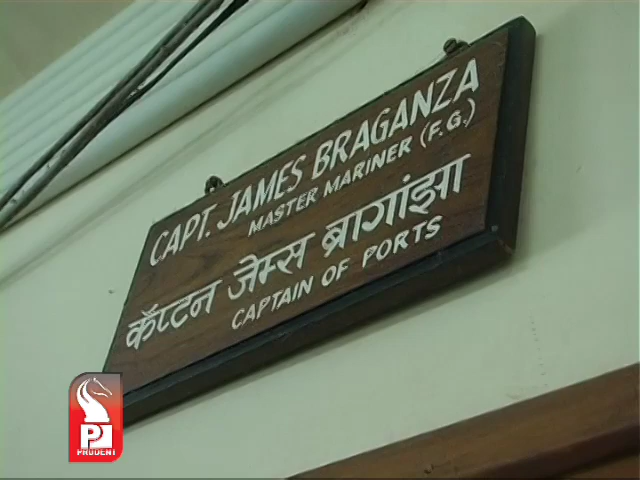 CAPT. JAMES BRAGANZA
MASTER MARINER (F.G.)
कॅप्टन जेम्स ब्रागांझा
CAPTAIN OF PORTS
PRUDENT